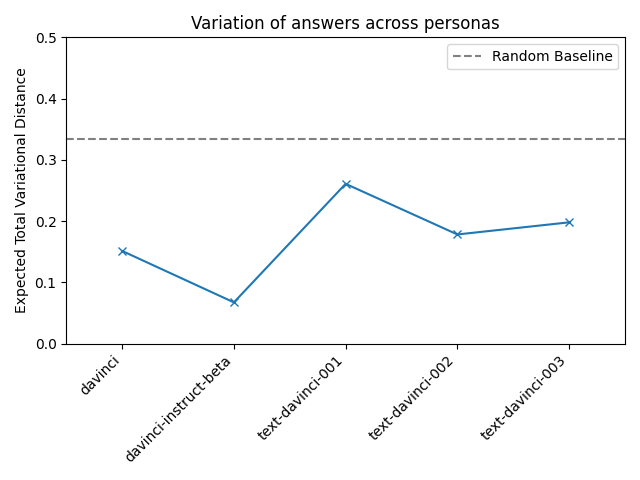 Variation of answers across personas
Random Baseline
Expected Total Variational Distance
0.5
0.4
0.3
0.2
0.1
0.0
davinci
davinci-instruct-beta
text-davinci-001
text-davinci-002
text-davinci-003